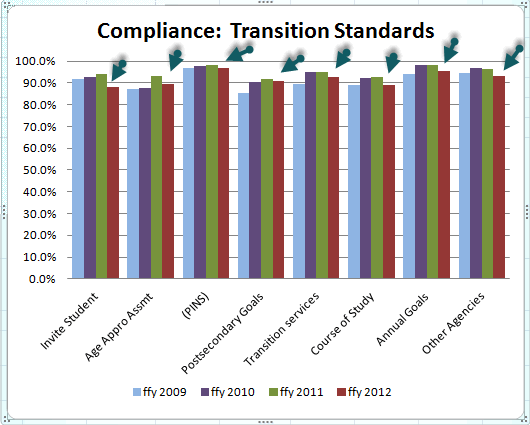 Compliance: Transition Standards
100.0%
90.0%
80.0%
70.0%
60.0%
50.0%
40.0%
30.0%
20.0%
10.0%
0.0%
Invite Student
Age Appro Assmt
(PINS)
Postsecondary Goals
Transition services
Course of Study
Annual Goals
Other Agencies
ffy 2009 ffy 2010 ffy 2011 ffy 2012